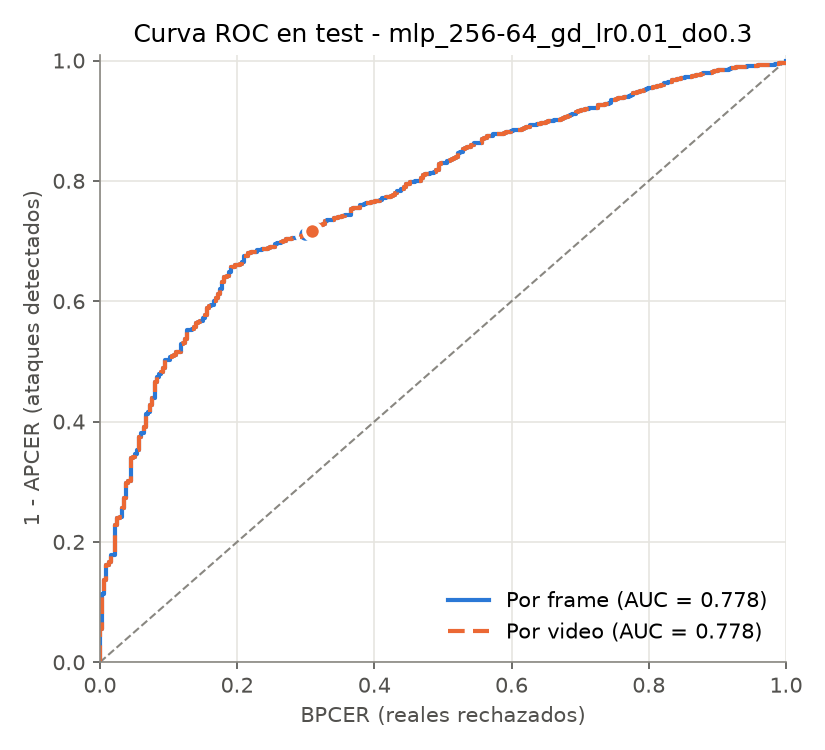 Curva ROC en test - mlp_256-64_gd_lr0.01_do0.3
1 - APCER (ataques detectados)
1.0
0.8
0.6
0.4
0.2
0.0
Por frame (AUC = 0.778)
Por video (AUC = 0.778)
0.0 0.2 0.4 0.6 0.8 1.0
BPCER (reales rechazados)